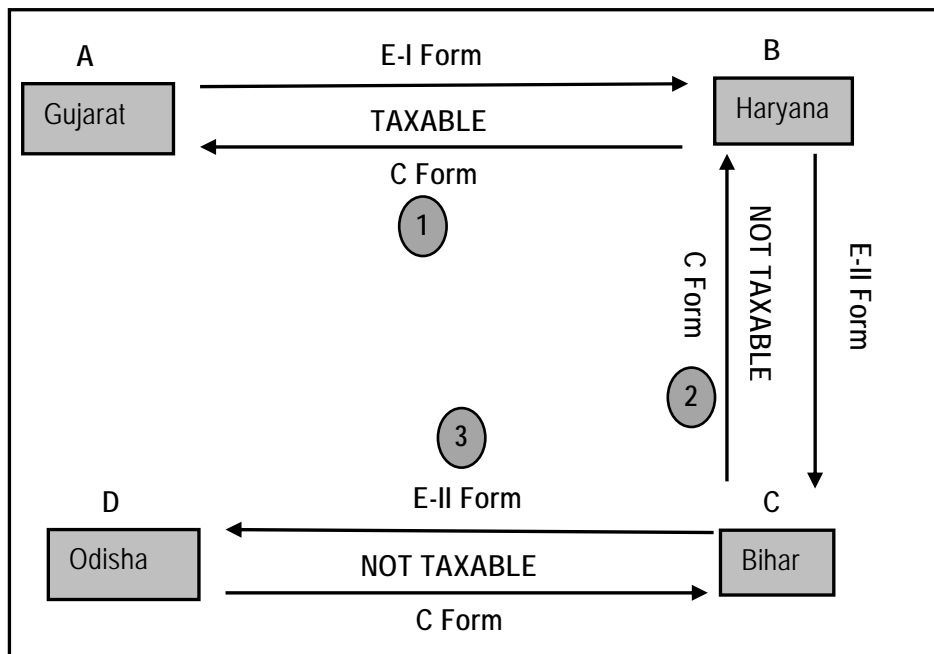 A
E-I Form
B
Gujarat
Haryana
TAXABLE
C Form
1
C Form
NOT TAXABLE
E-II Form
2
3
E-II Form
D
C
Odisha
NOT TAXABLE
Bihar
C Form